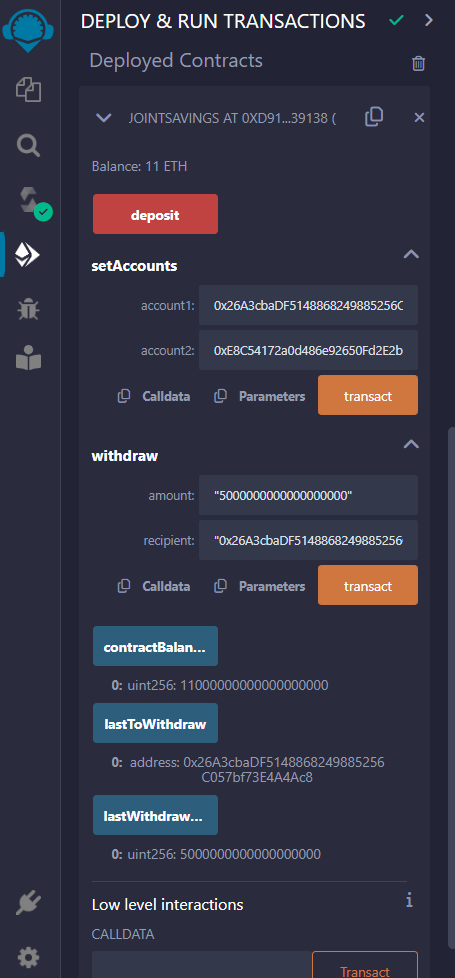 DEPLOY & RUN TRANSACTIONS
Deployed Contracts
JOINTSAVINGS AT 0XD91...39138 (
Balance: 11 ETH
deposit
setAccounts
account1: 0x26A3cbaDF5148868249885256C
account2: 0xE8C54172a0d486e92650Fd2E2b
Calldata Parameters transact
withdraw
amount: "5000000000000000000"
recipient: "0x26A3cbaDF5148868249885256
Calldata Parameters transact
contractBalan...
0: uint256: 11000000000000000000
lastToWithdraw
0: address: 0x26A3cbaDF5148868249885256
C057bf73E4A4Ac8
lastWithdraw...
0: uint256: 5000000000000000000
Low level interactions
i
CALLDATA
Transact